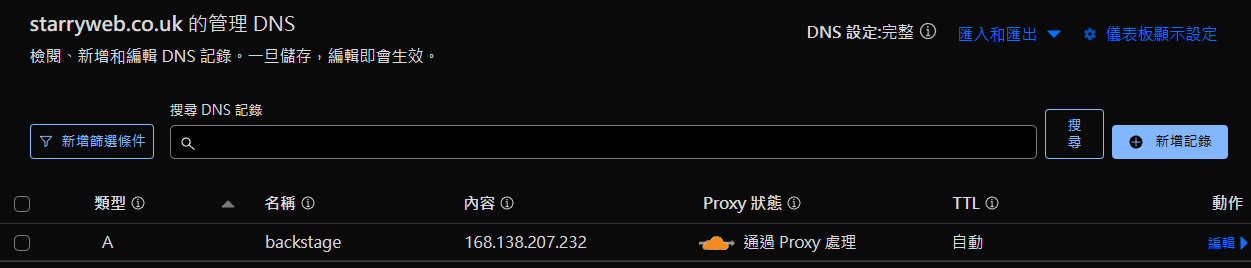 starryweb.co.uk 的管理 DNS
檢閱、新增和編輯 DNS 記錄。一旦儲存,編輯即會生效。
DNS 設定:完整
匯入和匯出
儀表板顯示設定
搜尋 DNS 記錄
新增篩選條件
搜
尋
新增記錄
類型 名稱 內容 Proxy 狀態 TTL 動作
A backstage 168.138.207.232 通過 Proxy 處理 自動 編輯